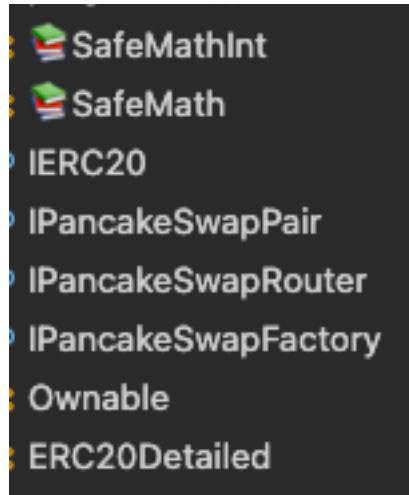 SafeMathInt
SafeMath
IERC20
IPancakeSwapPair
IPancakeSwapRouter
IPancakeSwapFactory
Ownable
ERC20Detailed